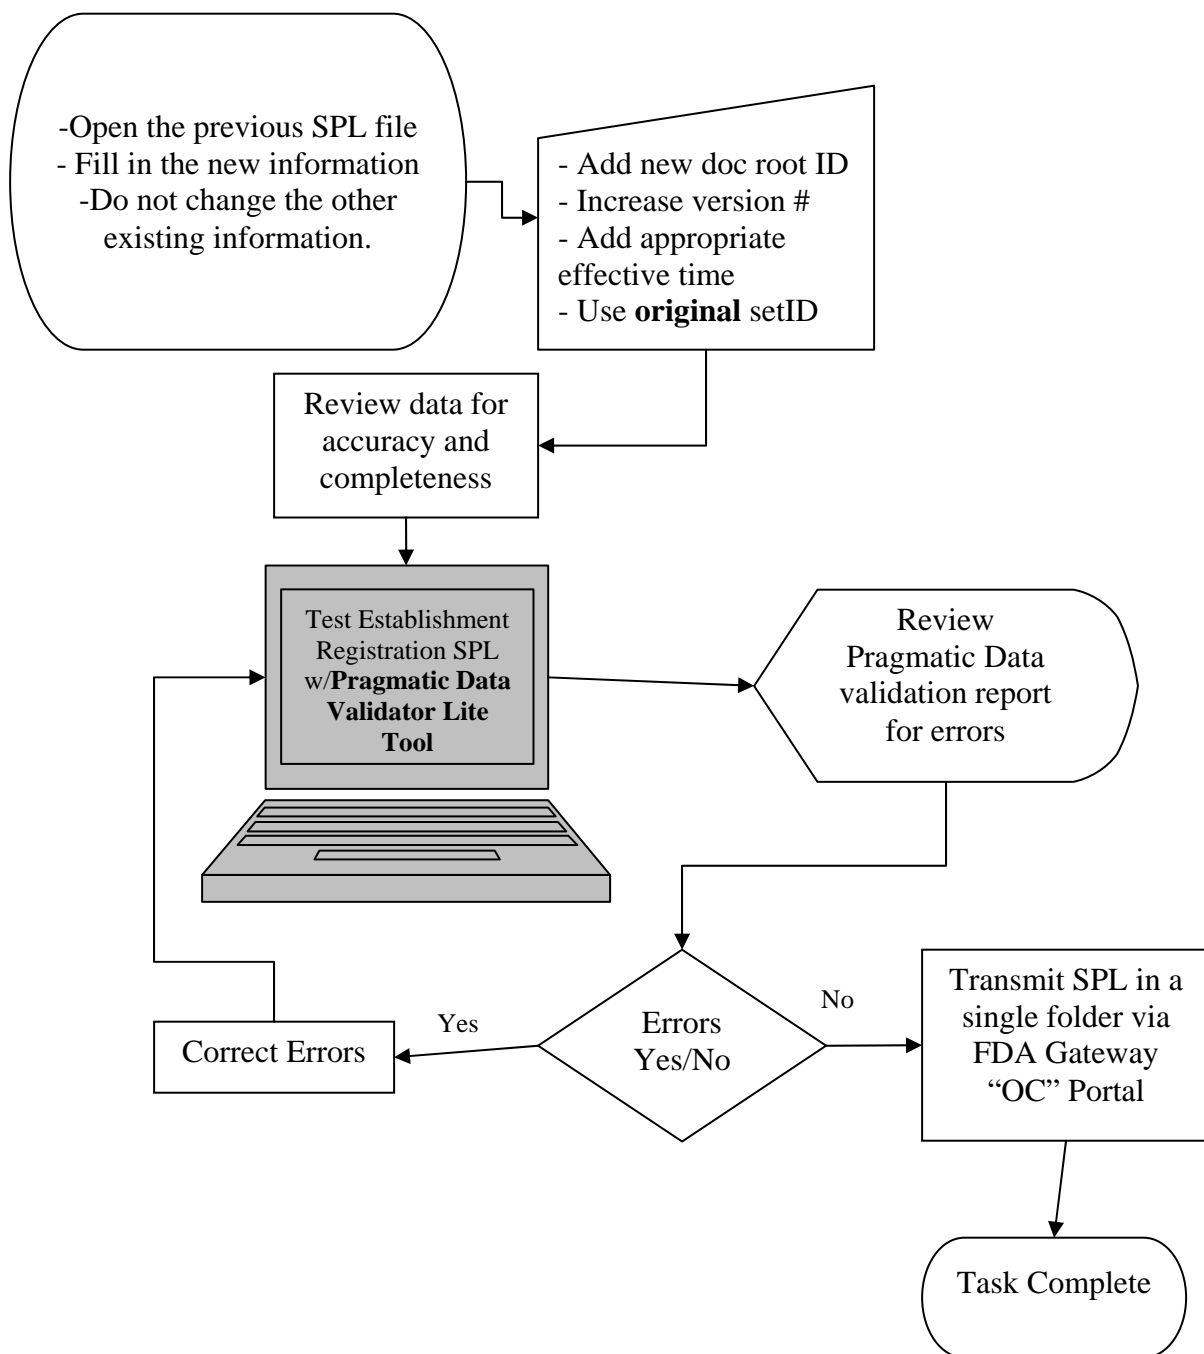 -Open the previous SPL file
- Fill in the new information
-Do not change the other
existing information.
- Add new doc root ID
- Increase version #
- Add appropriate
effective time
- Use original setID
Review data for
accuracy and
completeness
Test Establishment
Registration SPL
w/Pragmatic Data
Validator Lite
Tool
Review
Pragmatic Data
validation report
for errors
Errors
Yes/No
Yes
No
Correct Errors
Transmit SPL in a
single folder via
FDA Gateway
“OC” Portal
Task Complete